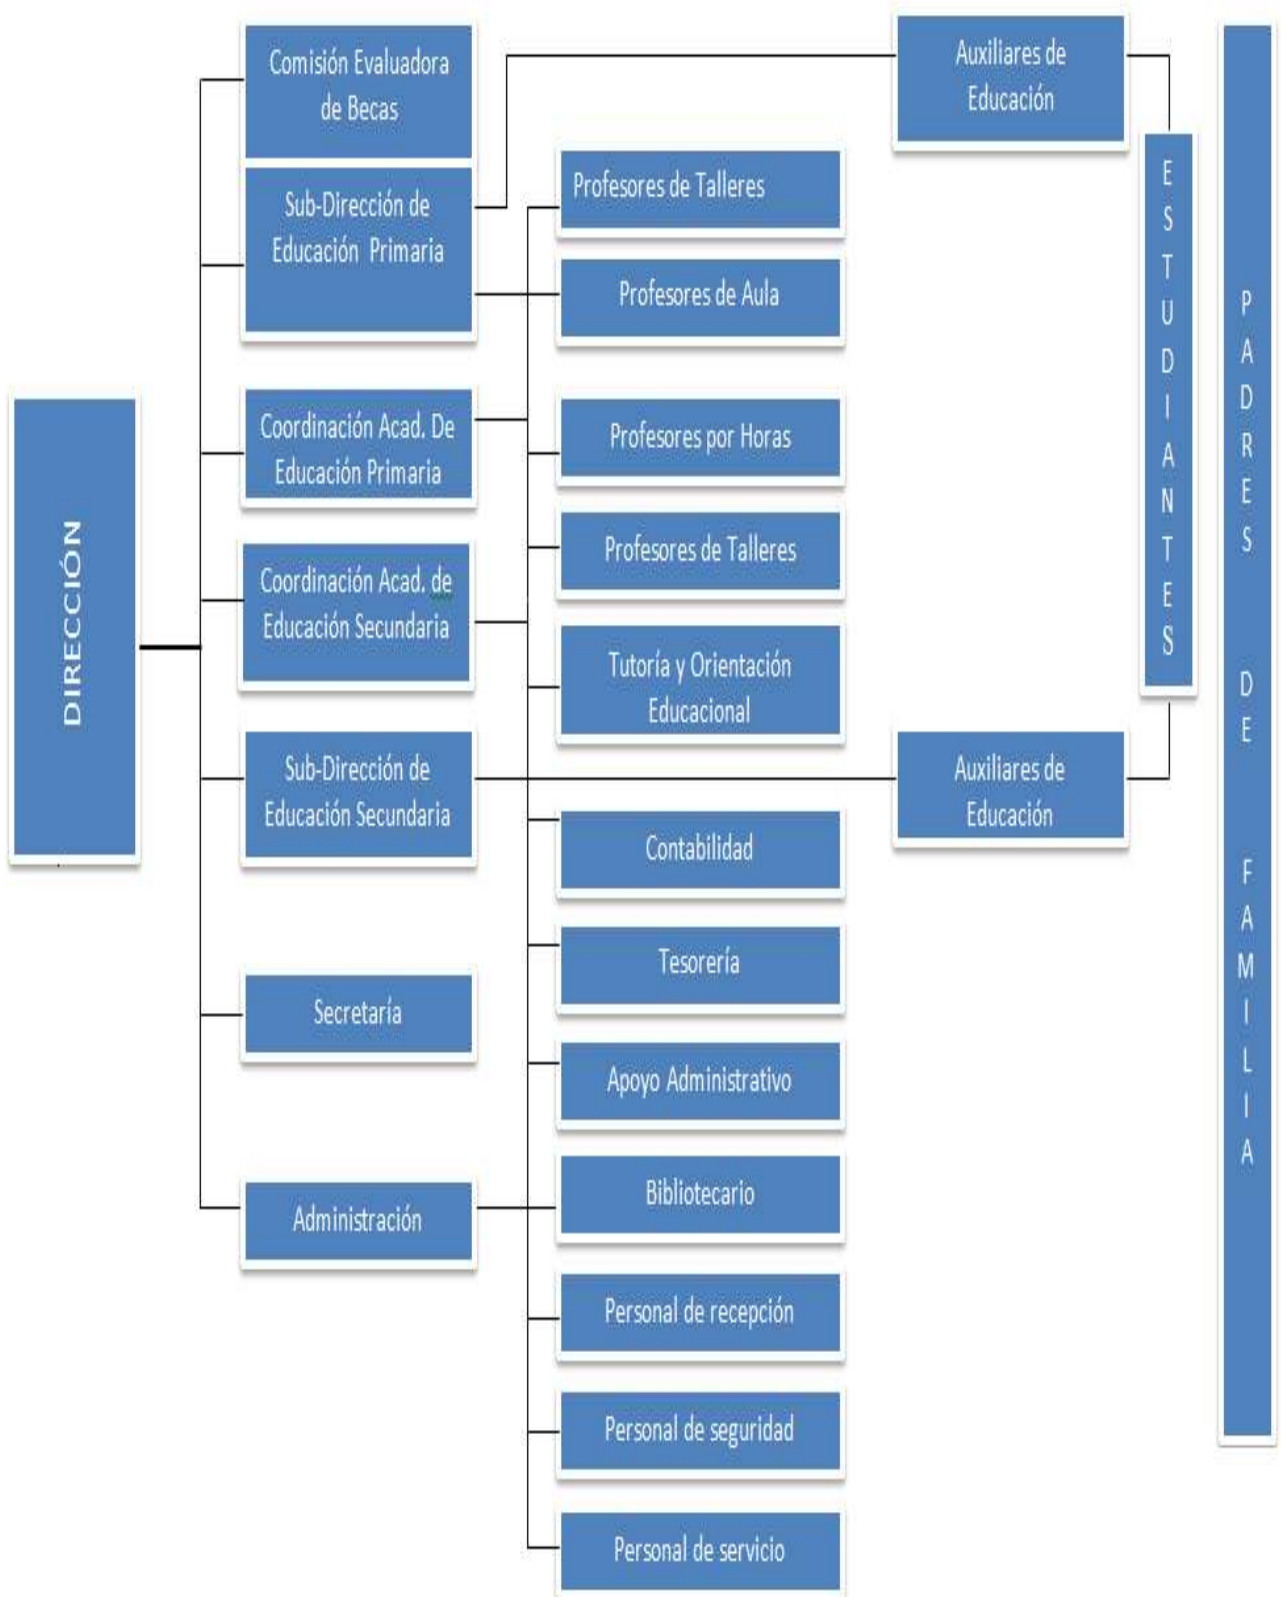 DIRECCIÓN
Comisión Evaluadora
de Becas
Sub-Dirección de
Educación Primaria
Coordinación Acad. De
Educación Primaria
Coordinación Acad. de
Educación Secundaria
Sub-Dirección de
Educación Secundaria
Secretaría
Administración
Profesores de Talleres
Profesores de Aula
Profesores por Horas
Profesores de Talleres
Tutoría y Orientación
Educacional
Contabilidad
Tesorería
Apoyo Administrativo
Bibliotecario
Personal de recepción
Personal de seguridad
Personal de servicio
Auxiliares de
Educación
Auxiliares de
Educación
ESTUDIANTES
PADRES DE FAMILIA